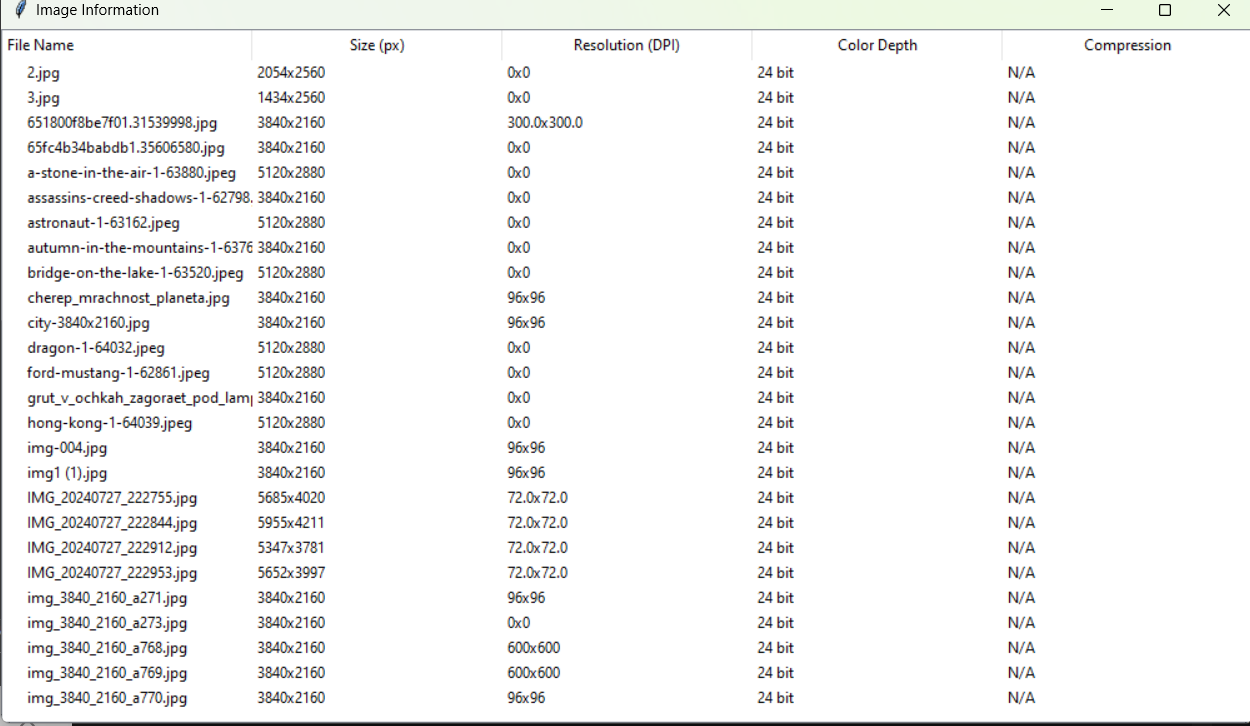 Image Information
File Name Size (px) Resolution (DPI) Color Depth Compression
2.jpg 2054x2560 0x0 24 bit N/A
3.jpg 1434x2560 0x0 24 bit N/A
651800f8be7f01.31539998.jpg 3840x2160 300.0x300.0 24 bit N/A
65fc4b34babdb1.35606580.jpg 3840x2160 0x0 24 bit N/A
a-stone-in-the-air-1-63880.jpeg 5120x2880 0x0 24 bit N/A
assassins-creed-shadows-1-62798. 3840x2160 0x0 24 bit N/A
astronaut-1-63162.jpeg 5120x2880 0x0 24 bit N/A
autumn-in-the-mountains-1-6376 3840x2160 0x0 24 bit N/A
bridge-on-the-lake-1-63520.jpeg 5120x2880 0x0 24 bit N/A
cherep_mrachnost_planeta.jpg 3840x2160 96x96 24 bit N/A
city-3840x2160.jpg 3840x2160 96x96 24 bit N/A
dragon-1-64032.jpeg 5120x2880 0x0 24 bit N/A
ford-mustang-1-62861.jpeg 5120x2880 0x0 24 bit N/A
grut_v_ochkah_zagoraet_pod_lamp 3840x2160 0x0 24 bit N/A
hong-kong-1-64039.jpeg 5120x2880 0x0 24 bit N/A
img-004.jpg 3840x2160 96x96 24 bit N/A
img1 (1).jpg 3840x2160 96x96 24 bit N/A
IMG_20240727_222755.jpg 5685x4020 72.0x72.0 24 bit N/A
IMG_20240727_222844.jpg 5955x4211 72.0x72.0 24 bit N/A
IMG_20240727_222912.jpg 5347x3781 72.0x72.0 24 bit N/A
IMG_20240727_222953.jpg 5652x3997 72.0x72.0 24 bit N/A
img_3840_2160_a271.jpg 3840x2160 96x96 24 bit N/A
img_3840_2160_a273.jpg 3840x2160 0x0 24 bit N/A
img_3840_2160_a768.jpg 3840x2160 600x600 24 bit N/A
img_3840_2160_a769.jpg 3840x2160 600x600 24 bit N/A
img_3840_2160_a770.jpg 3840x2160 96x96 24 bit N/A